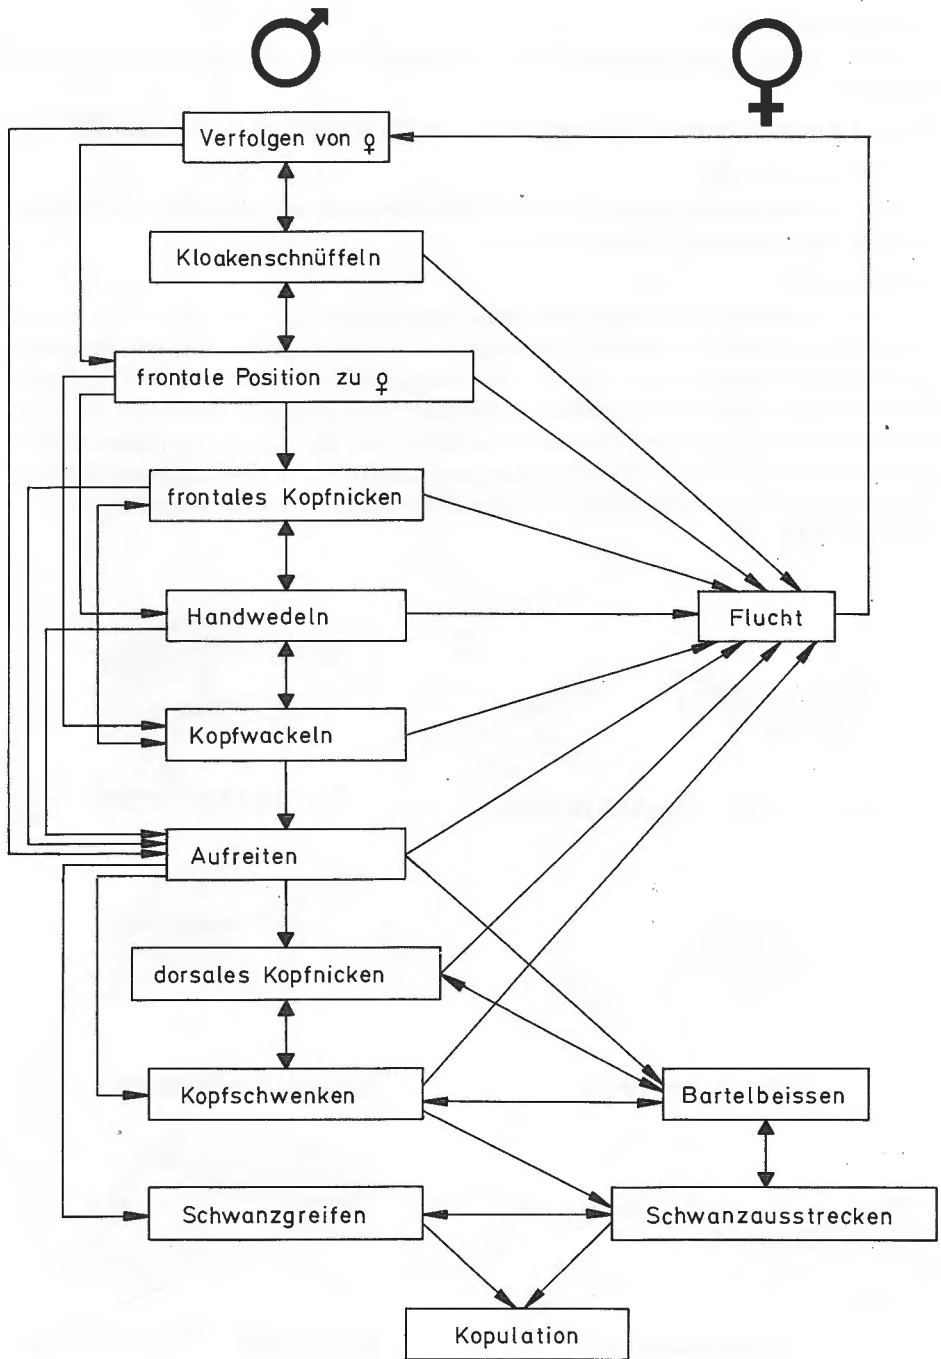 ♂
♀
Verfolgen von ♀
Kloakenschnüffeln
frontale Position zu ♀
frontales Kopfnicken
Handwedeln
Flucht
Kopfwackeln
Aufreiten
dorsales Kopfnicken
Kopfschwenken
Bartelbeissen
Schwanzgreifen
Schwanzausstrecken
Kopulation